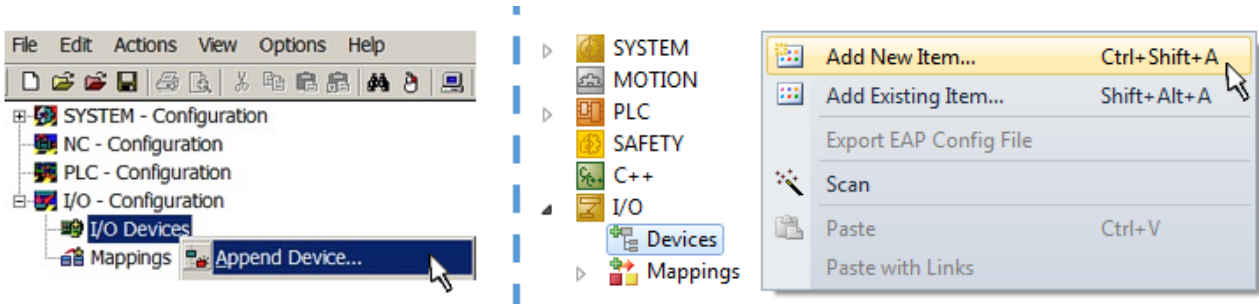 File Edit Actions View Options Help
SYSTEM - Configuration
NC - Configuration
PLC - Configuration
I/O - Configuration
I/O Devices
Mappings
Append Device...
SYSTEM
MOTION
PLC
SAFETY
C++
I/O
Devices
Mappings
Add New Item... Ctrl+Shift+A
Add Existing Item... Shift+Alt+A
Export EAP Config File
Scan
Paste Ctrl+V
Paste with Links